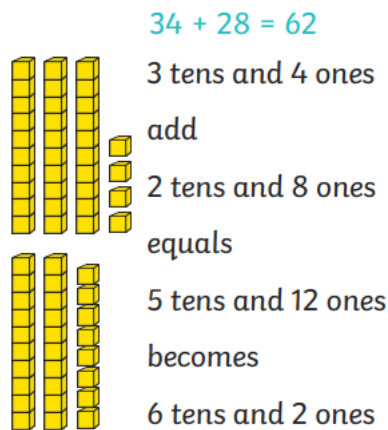 34 + 28 = 62
3 tens and 4 ones
add
2 tens and 8 ones
equals
5 tens and 12 ones
becomes
6 tens and 2 ones